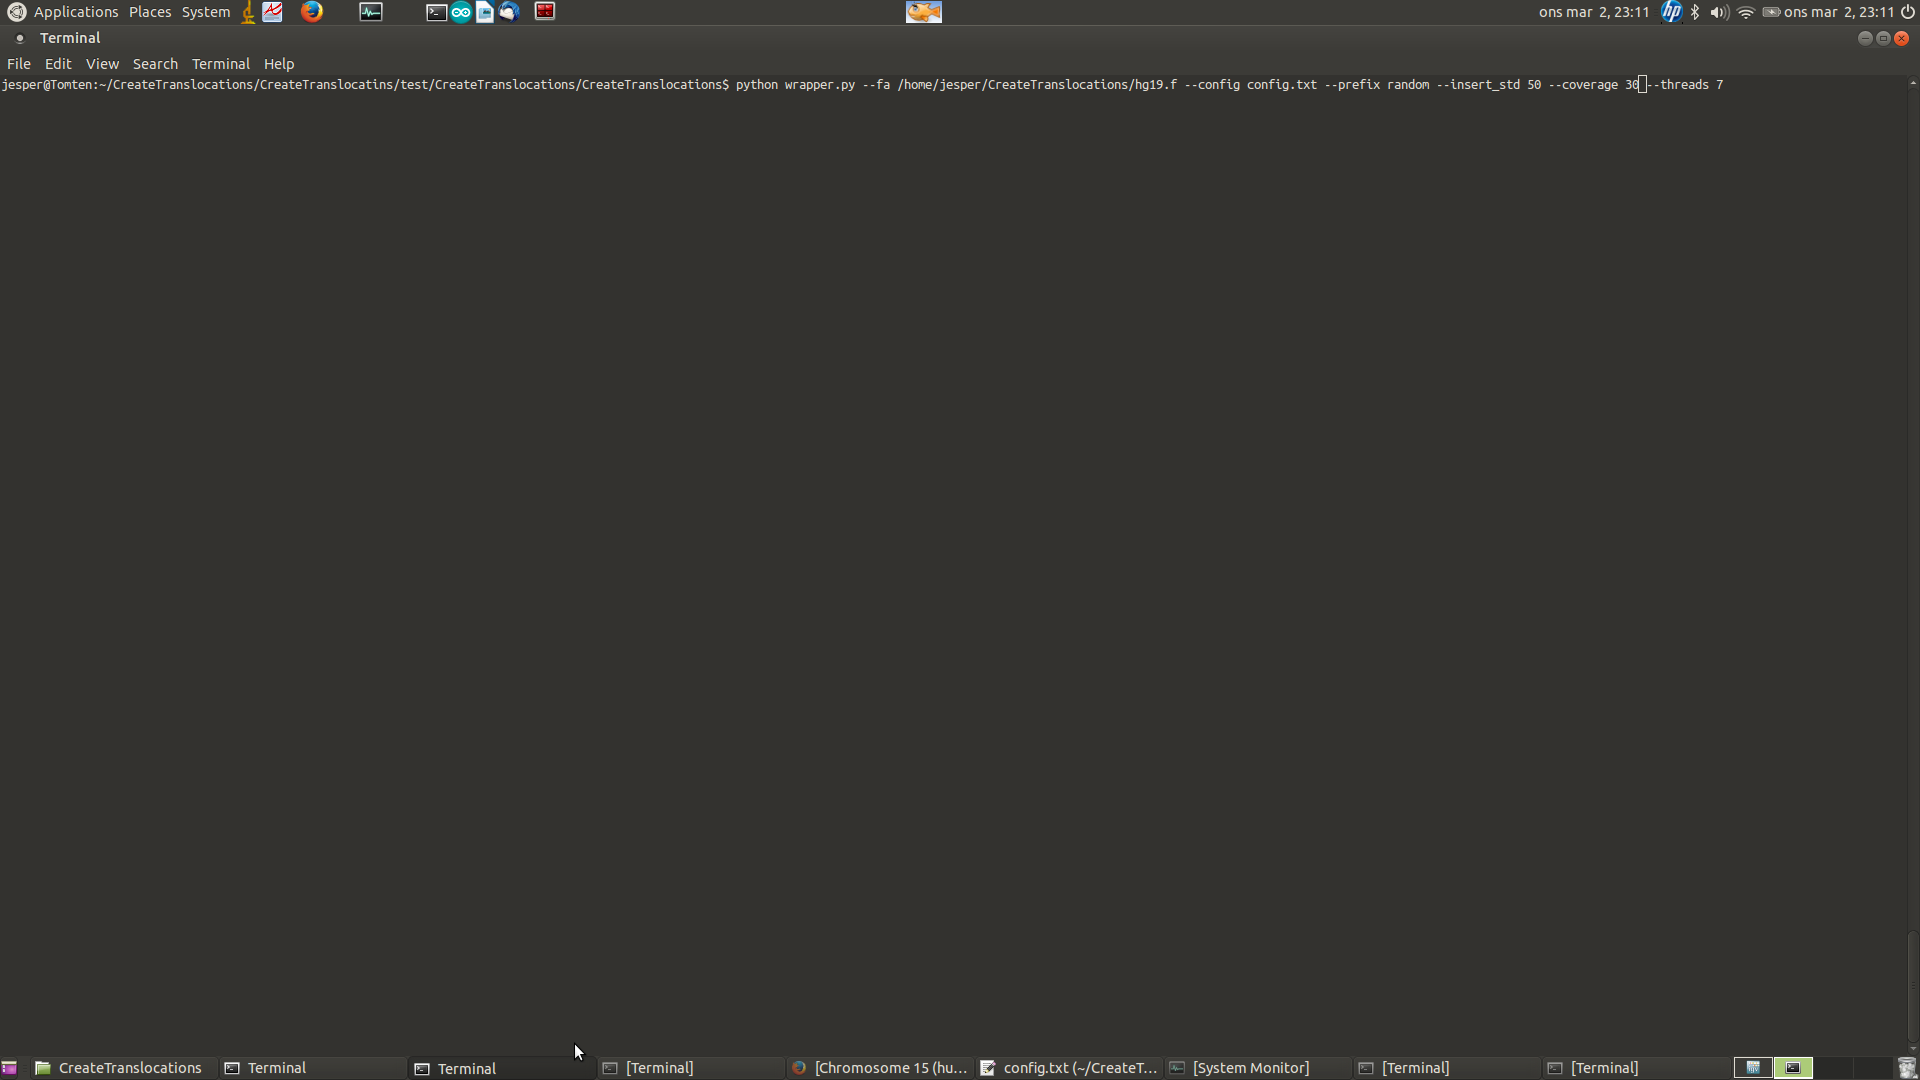 Applications Places System ons mar 2, 23:11 hp ons mar 2, 23:11
Terminal
File Edit View Search Terminal Help
jesper@Tomten:~/CreateTranslocations/CreateTranslocatins/test/CreateTranslocations/CreateTranslocations$ python wrapper.py --fa /home/jesper/CreateTranslocations/hg19.f --config config.txt --prefix random --insert_std 50 --coverage 30 --threads 7
CreateTranslocations Terminal Terminal [Terminal] [Chromosome 15 (hu... config.txt (~/CreateT... [System Monitor] [Terminal] [Terminal]